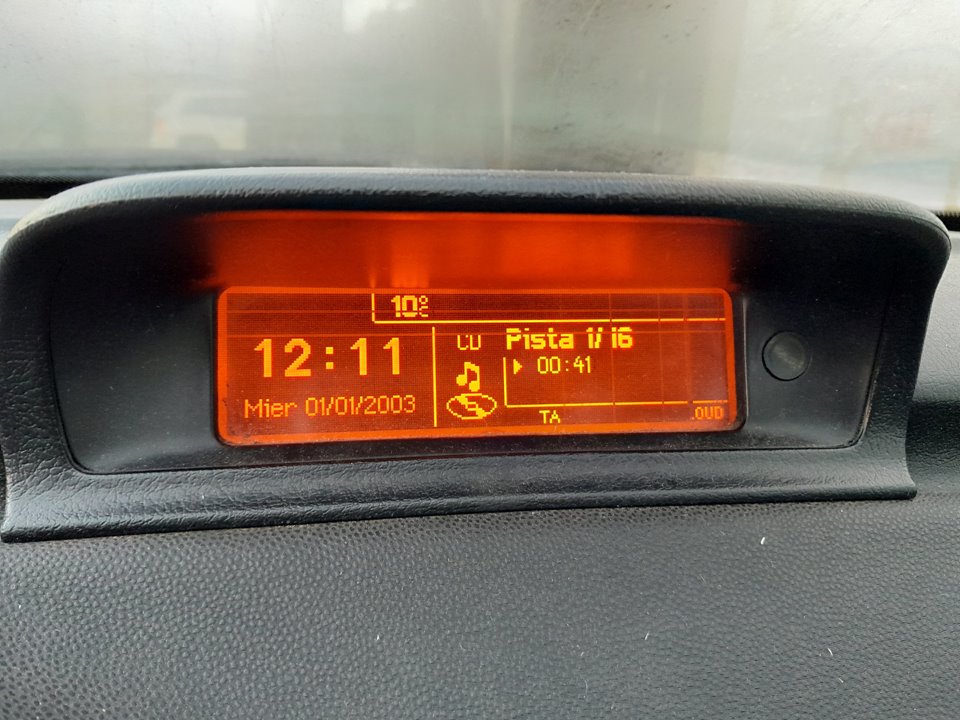 10°C
12:11
Mier 01/01/2003
CD
Pista 1/ 16
00:41
TA
.OUD